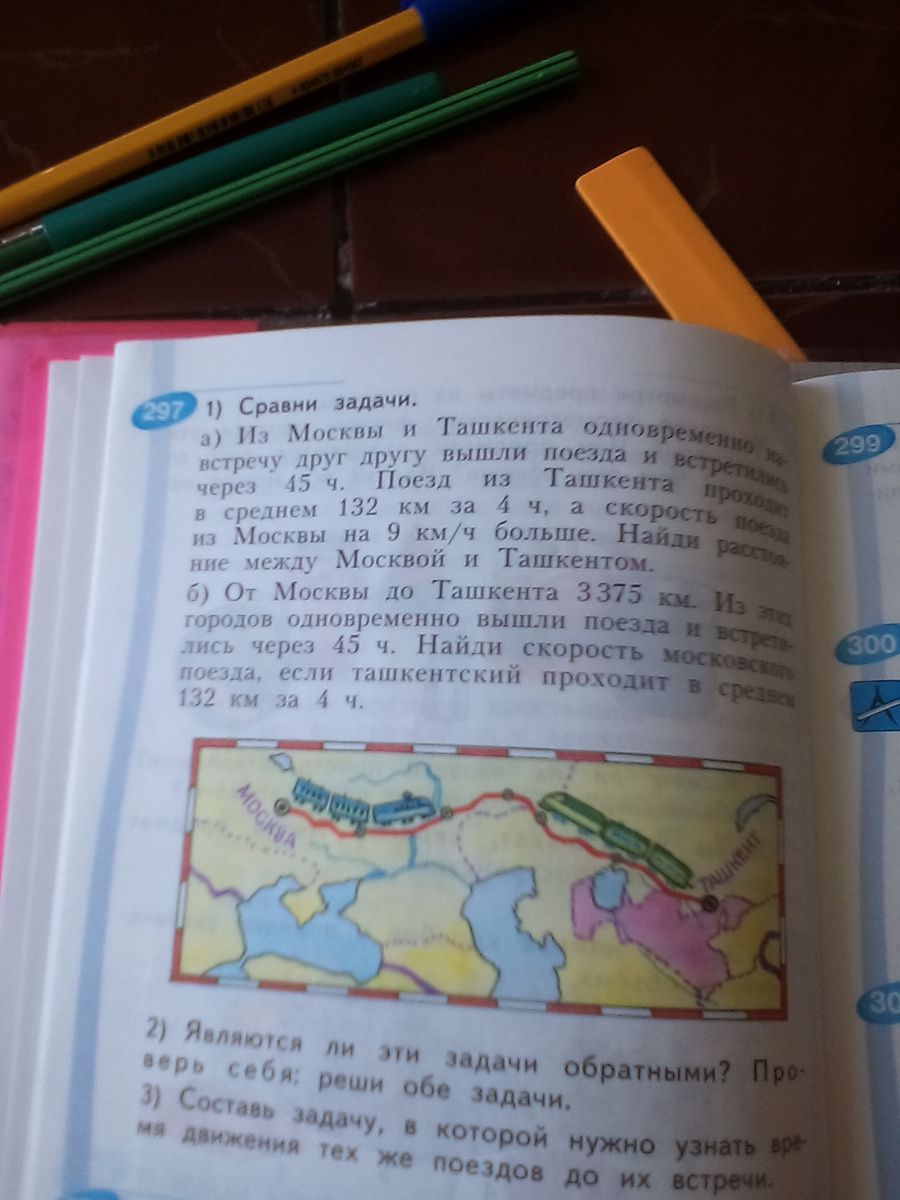 297 1) Сравни задачи.
а) Из Москвы и Ташкента одновременно на-
встречу друг другу вышли поезда и встретились
через 45 ч. Поезд из Ташкента проходит
в среднем 132 км за 4 ч, а скорость поезда
из Москвы на 9 км/ч больше. Найди расстоя-
ние между Москвой и Ташкентом.
б) От Москвы до Ташкента 3 375 км. Из этих
городов одновременно вышли поезда и встрети-
лись через 45 ч. Найди скорость московского
поезда, если ташкентский проходит в среднем
132 км за 4 ч.
МОСКВА
ТАШКЕНТ
2) Являются ли эти задачи обратными? Про-
верь себя: реши обе задачи.
3) Составь задачу, в которой нужно узнать вре-
мя движения тех же поездов до их встречи.
299
300
30